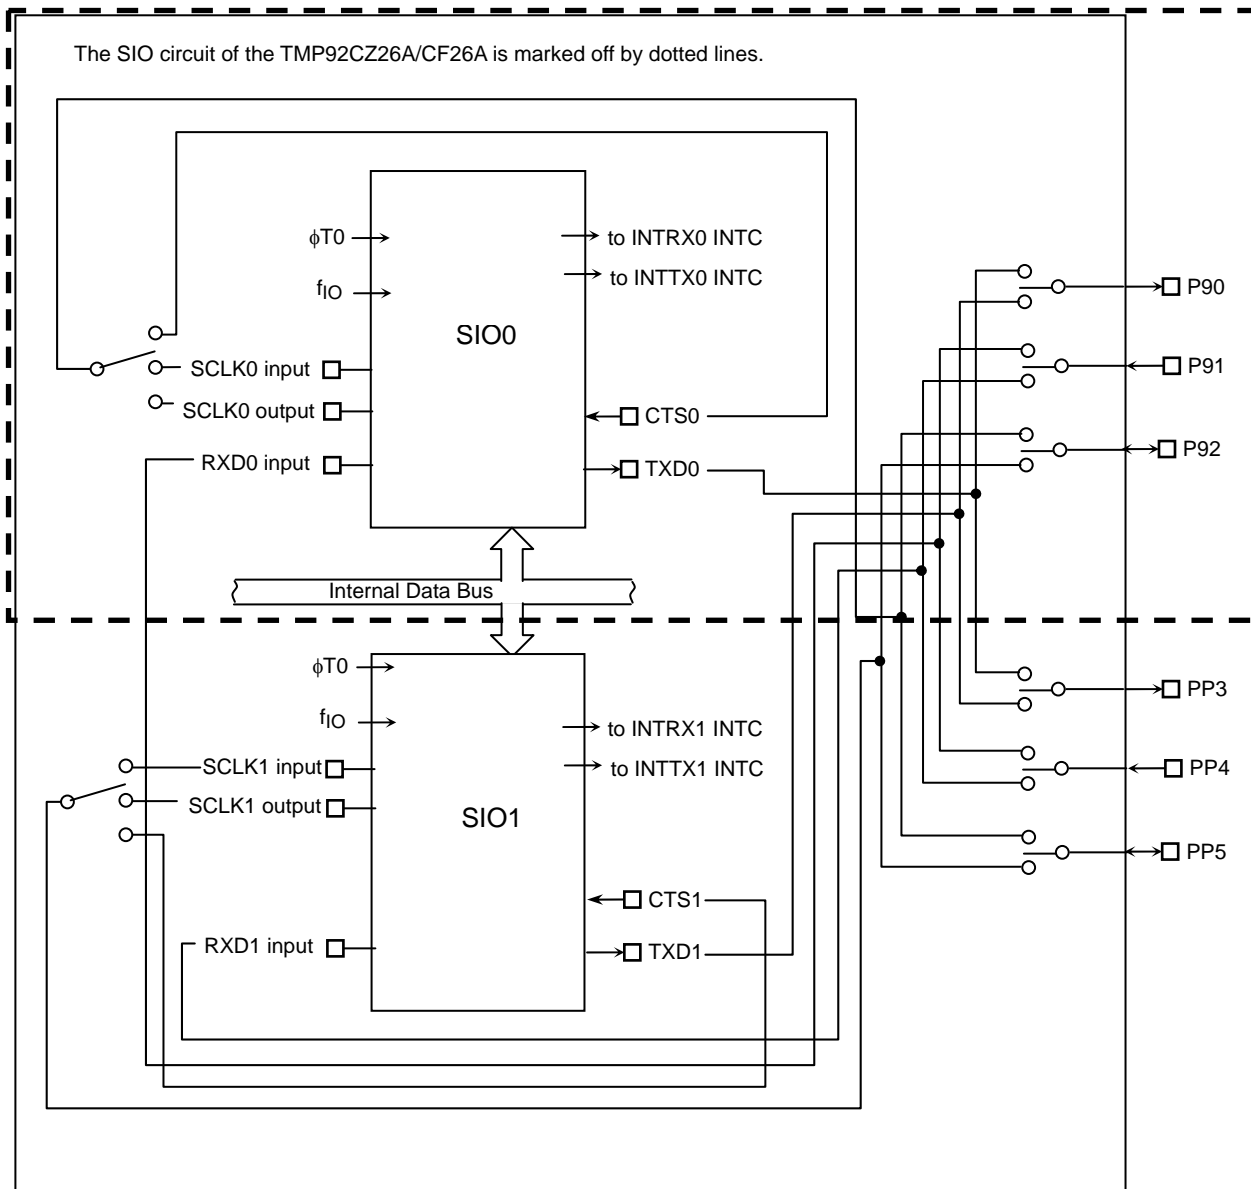 The SIO circuit of the TMP92CZ26A/CF26A is marked off by dotted lines.
ϕT0
to INTRX0 INTC
to INTTX0 INTC
fIO
SIO0
P90
P91
SCLK0 input
SCLK0 output
CTS0
P92
RXD0 input
TXD0
Internal Data Bus
ϕT0
fIO
to INTRX1 INTC
PP3
SCLK1 input
to INTTX1 INTC
PP4
SCLK1 output
SIO1
PP5
CTS1
RXD1 input
TXD1